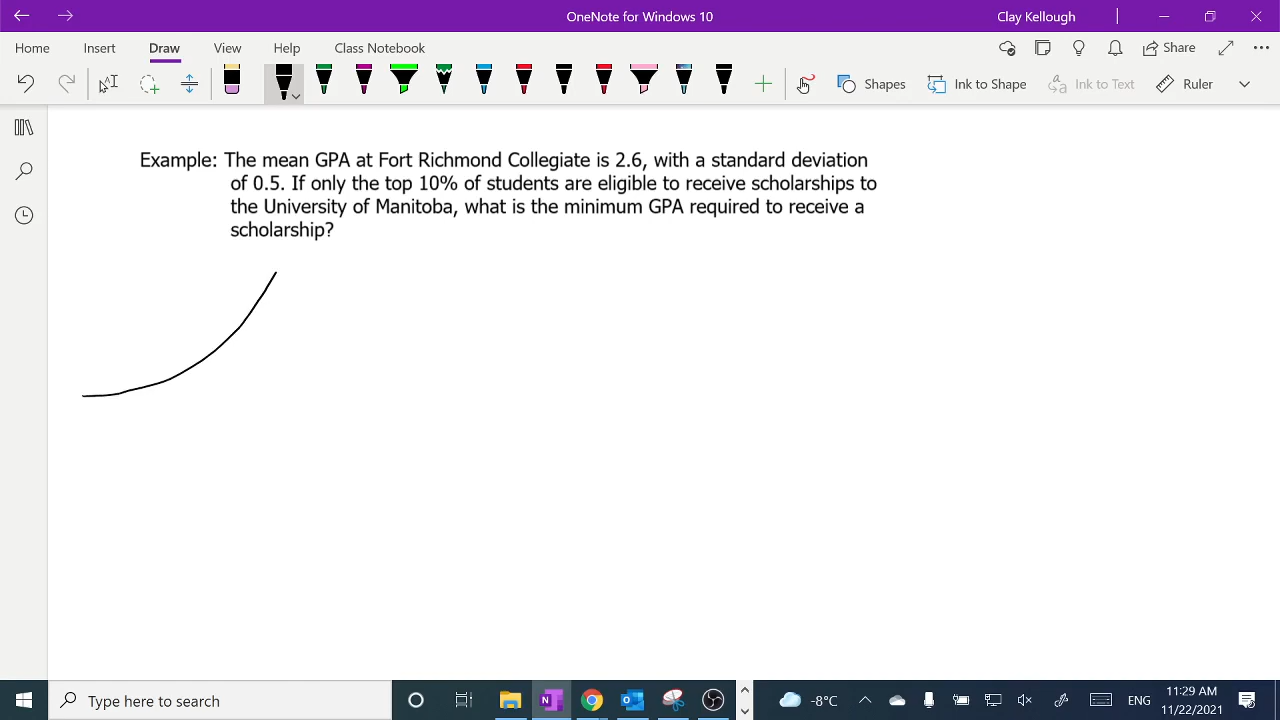 OneNote for Windows 10
Clay Kellough
Home Insert Draw View Help Class Notebook
Share
Shapes Ink to Shape Ink to Text Ruler
Example: The mean GPA at Fort Richmond Collegiate is 2.6, with a standard deviation
of 0.5. If only the top 10% of students are eligible to receive scholarships to
the University of Manitoba, what is the minimum GPA required to receive a
scholarship?
Type here to search
-8°C
ENG
11:29 AM
11/22/2021